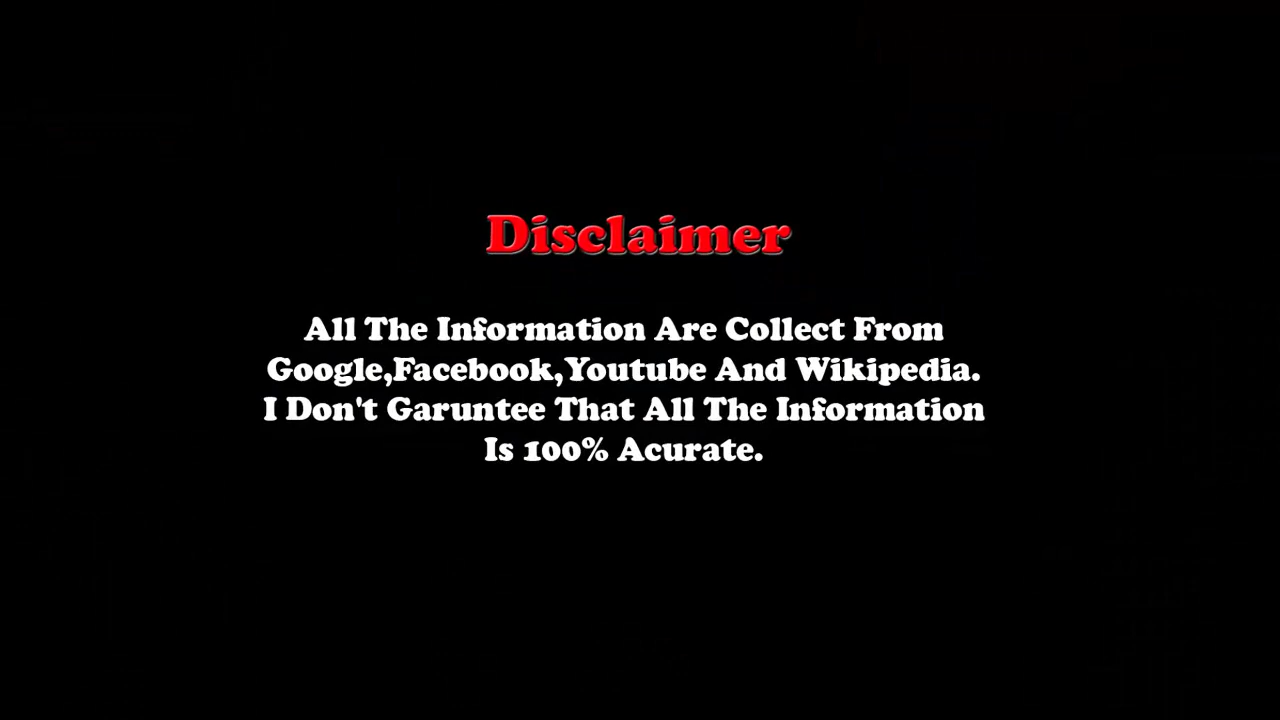 Disclaimer
All The Information Are Collect From
Google,Facebook,Youtube And Wikipedia.
I Don't Garuntee That All The Information
Is 100% Acurate.